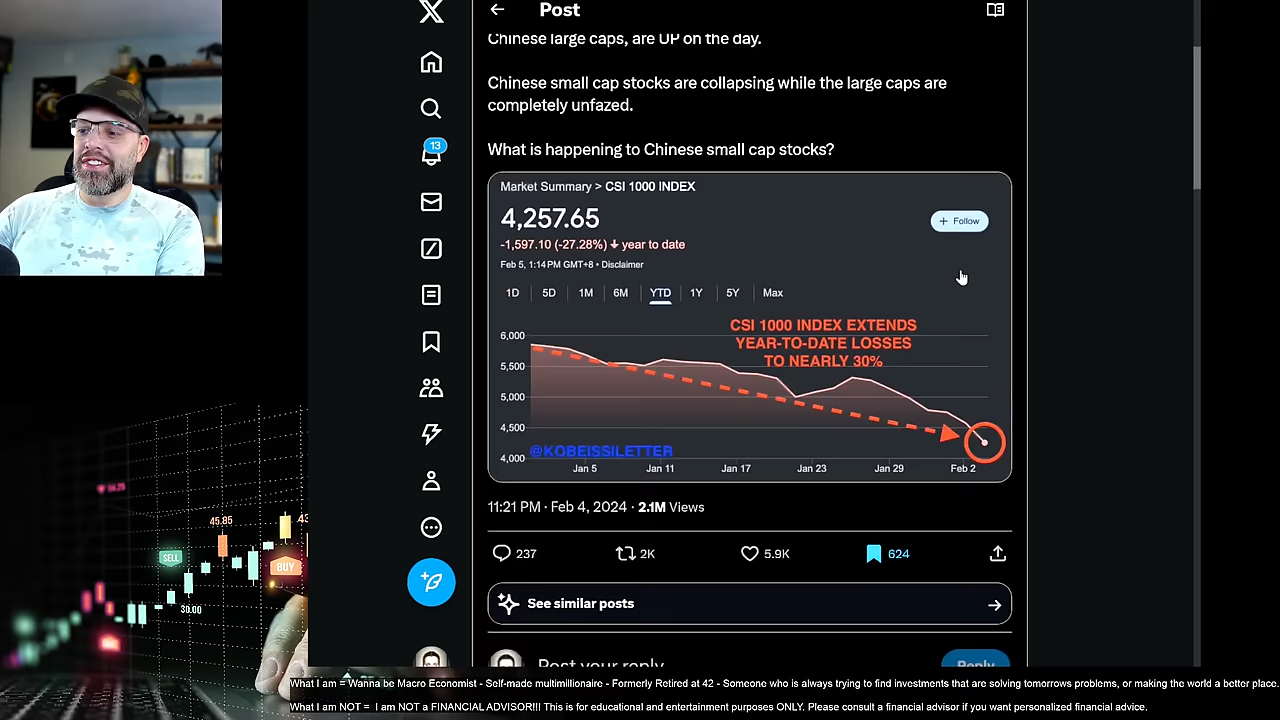 Post
Chinese large caps, are UP on the day.
Chinese small cap stocks are collapsing while the large caps are
completely unfazed.
What is happening to Chinese small cap stocks?
13
Market Summary > CSI 1000 INDEX
4,257.65
+ Follow
-1,597.10 (-27.28%) ↓ year to date
Feb 5, 1:14 PM GMT+8 • Disclaimer
1D 5D 1M 6M YTD 1Y 5Y Max
CSI 1000 INDEX EXTENDS
YEAR-TO-DATE LOSSES
TO NEARLY 30%
6,000
5,500
5,000
4,500
4,000
@KOBEISSILETTER
Jan 5 Jan 11 Jan 17 Jan 23 Jan 29 Feb 2
11:21 PM · Feb 4, 2024 · 2.1M Views
237 2K 5.9K 624
See similar posts
Post your reply
Reply
45.85
SELL
BUY
30.00
What I am = Wanna be Macro Economist - Self-made multimillionaire - Formerly Retired at 42 - Someone who is always trying to find investments that are solving tomorrows problems, or making the world a better place.
What I am NOT = I am NOT a FINANCIAL ADVISOR!!! This is for educational and entertainment purposes ONLY. Please consult a financial advisor if you want personalized financial advice.